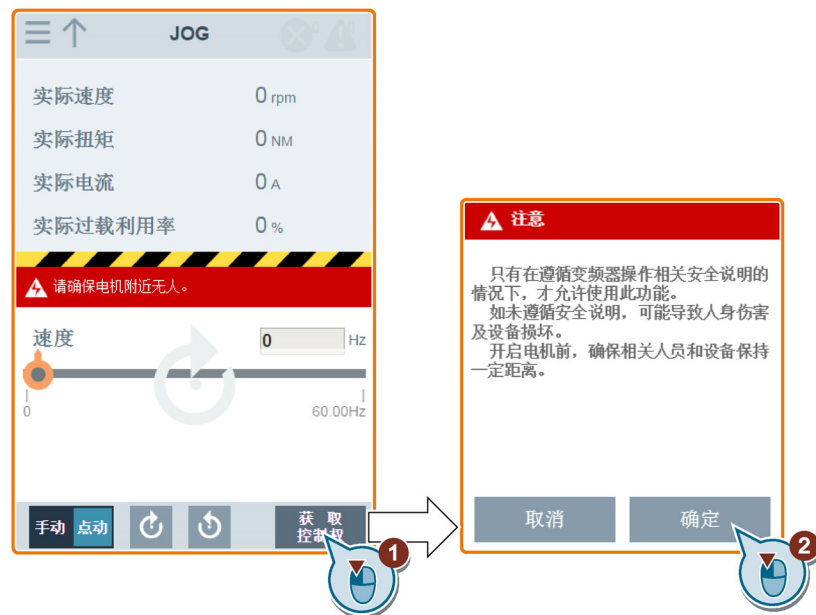 JOG
实际速度 0 rpm
实际扭矩 0 NM
实际电流 0 A
实际过载利用率 0 %
请确保电机附近无人。
速度 0 Hz
0 60.00Hz
手动 点动
获 取
控制权
1
注意
只有在遵循变频器操作相关安全说明的
情况下，才允许使用此功能。
如未遵循安全说明，可能导致人身伤害
及设备损坏。
开启电机前，确保相关人员和设备保持
一定距离。
取消 确定
2